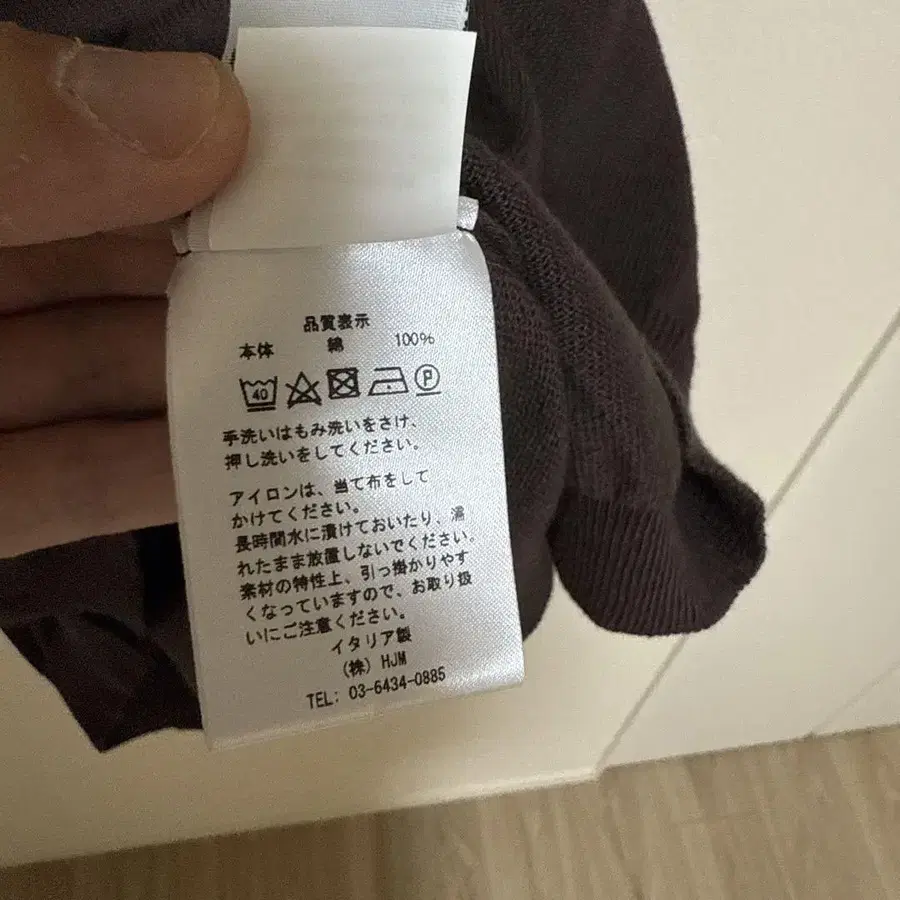 品質表示
本体 綿 100%
40 P
手洗いはもみ洗いをさけ、
押し洗いをしてください。
アイロンは、当て布をして
かけてください。
長時間水に漬けておいたり、濡
れたまま放置しないでください。
素材の特性上、引っ掛かりやす
くなっていますので、お取り扱
いにご注意ください。
イタリア製
(株) HJM
TEL: 03-6434-0885